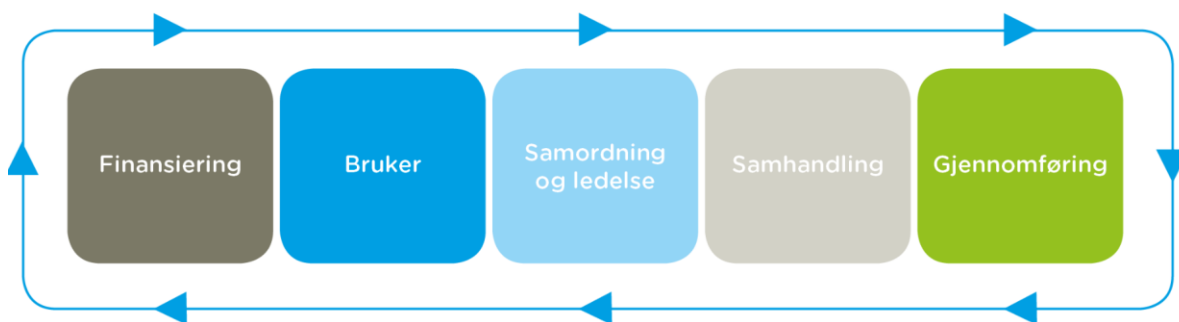 Finansiering
Bruker
Samordning
og ledelse
Samhandling
Gjennomføring